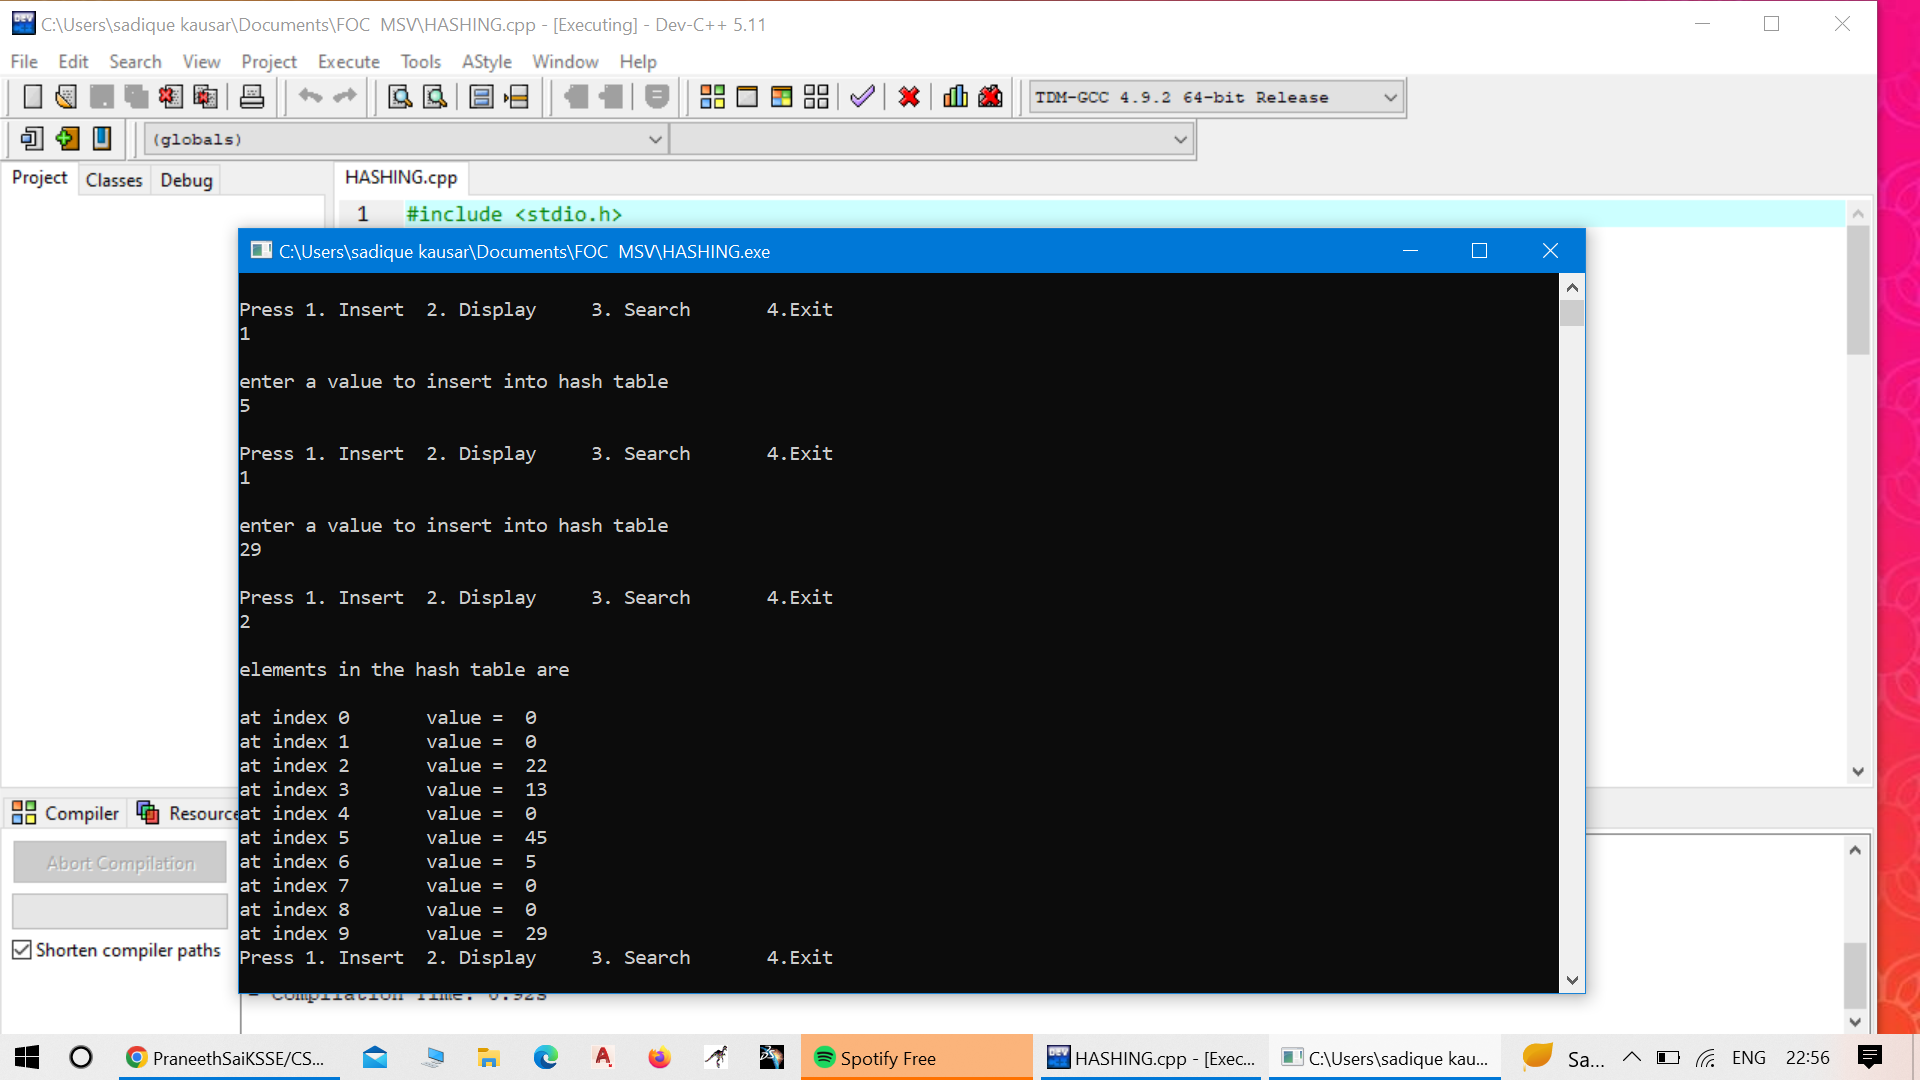 C:\Users\sadique kausar\Documents\FOC  MSV\HASHING.cpp - [Executing] - Dev-C++ 5.11
File Edit Search View Project Execute Tools AStyle Window Help
TDM-GCC 4.9.2 64-bit Release
(globals)
Project Classes Debug HASHING.cpp
1 #include <stdio.h>
C:\Users\sadique kausar\Documents\FOC  MSV\HASHING.exe
Press 1. Insert  2. Display     3. Search       4.Exit
1
enter a value to insert into hash table
5
Press 1. Insert  2. Display     3. Search       4.Exit
1
enter a value to insert into hash table
29
Press 1. Insert  2. Display     3. Search       4.Exit
2
elements in the hash table are
at index 0       value =  0
at index 1       value =  0
at index 2       value =  22
at index 3       value =  13
at index 4       value =  0
at index 5       value =  45
at index 6       value =  5
at index 7       value =  0
at index 8       value =  0
at index 9       value =  29
Press 1. Insert  2. Display     3. Search       4.Exit
Compiler Resource
Abort Compilation
Shorten compiler paths
- Compilation Time: 0.92s
PraneethSaiKSSE/CS... Spotify Free HASHING.cpp - [Exec... C:\Users\sadique kau... Sa... ENG 22:56